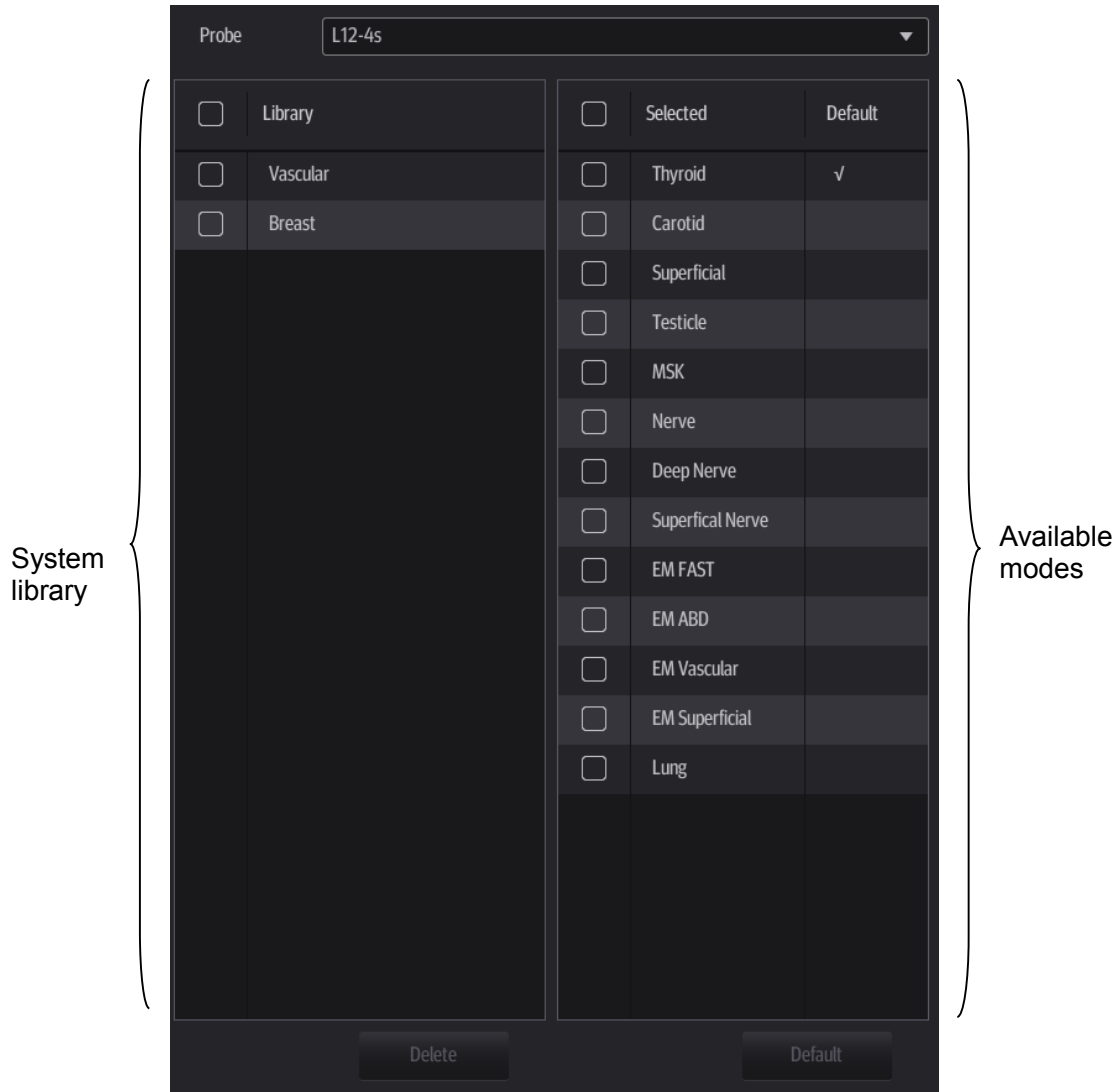 Probe L12-4s
Library
Vascular
Breast
Selected Default
Thyroid √
Carotid
Superficial
Testicle
MSK
Nerve
Deep Nerve
Superfical Nerve
EM FAST
EM ABD
EM Vascular
EM Superficial
Lung
Delete Default
System
library
Available
modes